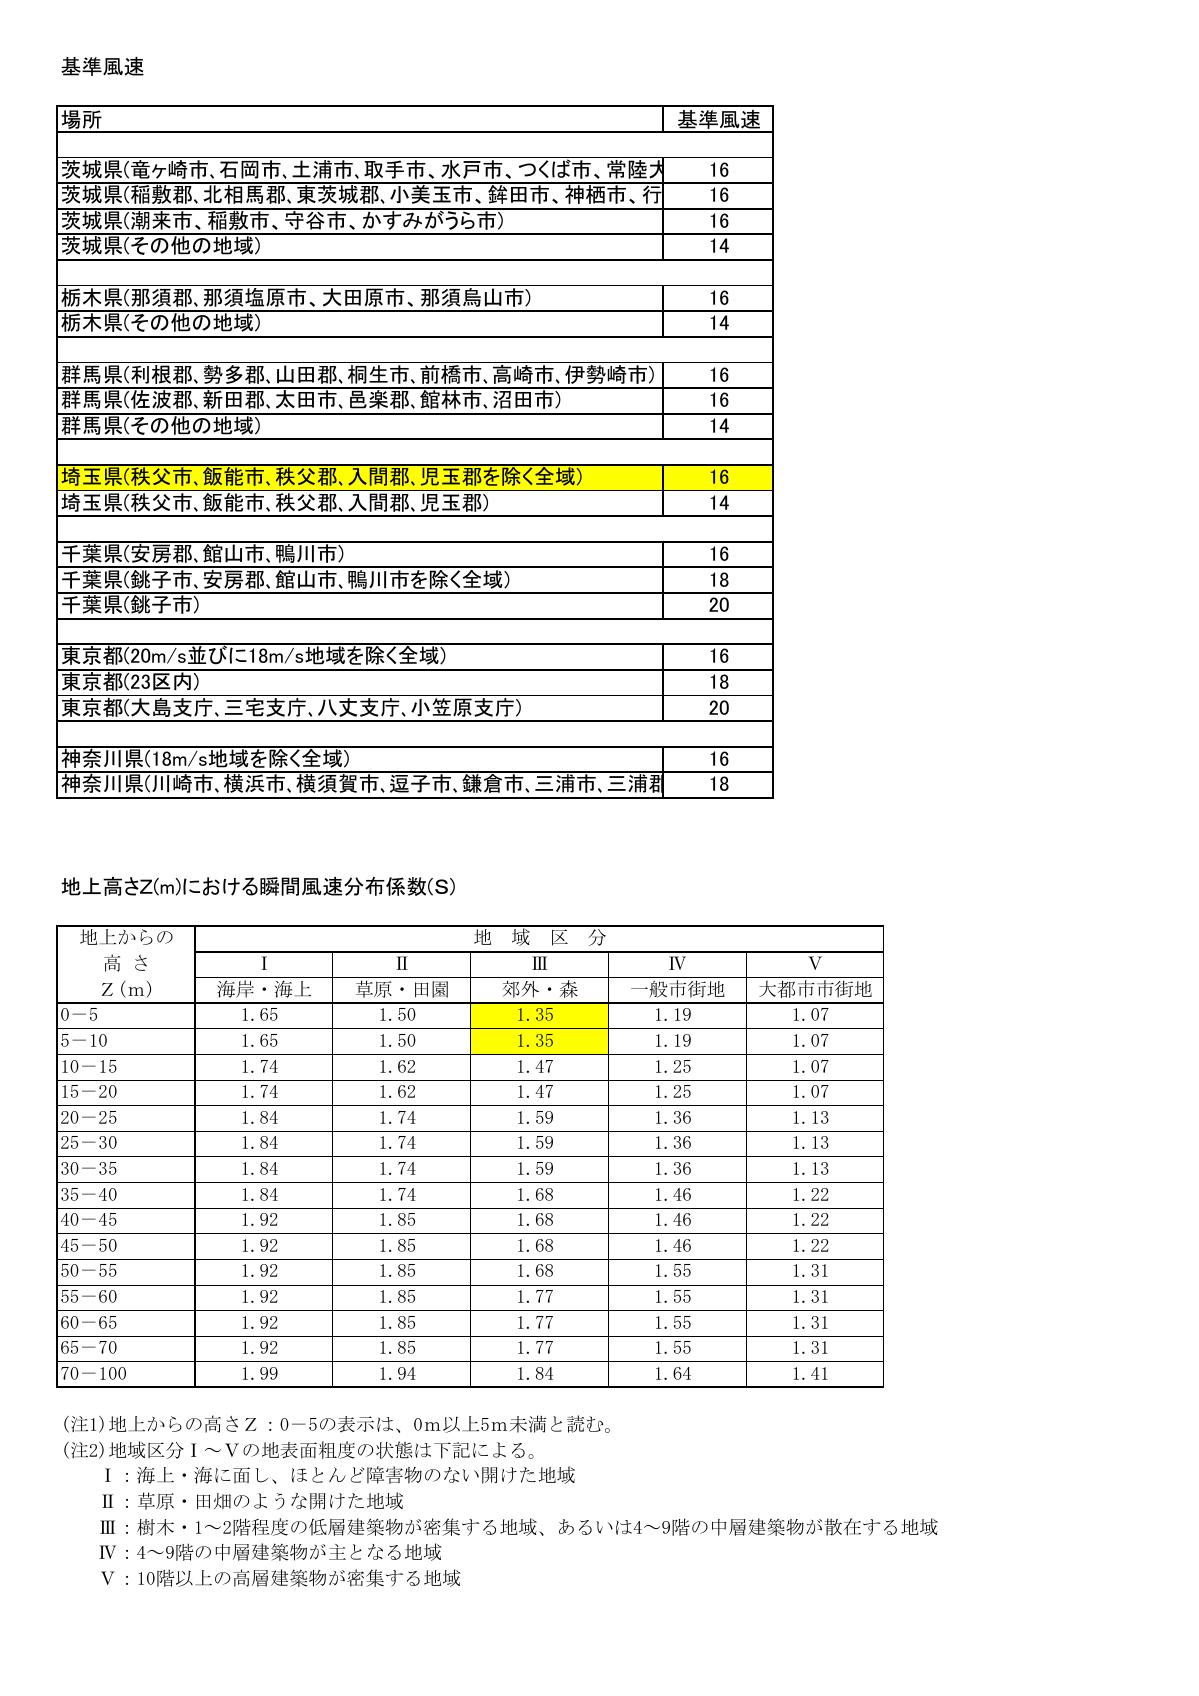 基準風速
場所 基準風速
茨城県(竜ヶ崎市、石岡市、土浦市、取手市、水戸市、つくば市、常陸大 16
茨城県(稲敷郡、北相馬郡、東茨城郡、小美玉市、鉾田市、神栖市、行 16
茨城県(潮来市、稲敷市、守谷市、かすみがうら市) 16
茨城県(その他の地域) 14
栃木県(那須郡、那須塩原市、大田原市、那須烏山市) 16
栃木県(その他の地域) 14
群馬県(利根郡、勢多郡、山田郡、桐生市、前橋市、高崎市、伊勢崎市) 16
群馬県(佐波郡、新田郡、太田市、邑楽郡、館林市、沼田市) 16
群馬県(その他の地域) 14
埼玉県(秩父市、飯能市、秩父郡、入間郡、児玉郡を除く全域) 16
埼玉県(秩父市、飯能市、秩父郡、入間郡、児玉郡) 14
千葉県(安房郡、館山市、鴨川市) 16
千葉県(銚子市、安房郡、館山市、鴨川市を除く全域) 18
千葉県(銚子市) 20
東京都(20m/s並びに18m/s地域を除く全域) 16
東京都(23区内) 18
東京都(大島支庁、三宅支庁、八丈支庁、小笠原支庁) 20
神奈川県(18m/s地域を除く全域) 16
神奈川県(川崎市、横浜市、横須賀市、逗子市、鎌倉市、三浦市、三浦郡 18
地上高さZ(m)における瞬間風速分布係数(S)
地上からの 地 域 区 分
高 さ Ⅰ Ⅱ Ⅲ Ⅳ Ⅴ
Z(m) 海岸・海上 草原・田園 郊外・森 一般市街地 大都市市街地
0－5 1.65 1.50 1.35 1.19 1.07
5－10 1.65 1.50 1.35 1.19 1.07
10－15 1.74 1.62 1.47 1.25 1.07
15－20 1.74 1.62 1.47 1.25 1.07
20－25 1.84 1.74 1.59 1.36 1.13
25－30 1.84 1.74 1.59 1.36 1.13
30－35 1.84 1.74 1.59 1.36 1.13
35－40 1.84 1.74 1.68 1.46 1.22
40－45 1.92 1.85 1.68 1.46 1.22
45－50 1.92 1.85 1.68 1.46 1.22
50－55 1.92 1.85 1.68 1.55 1.31
55－60 1.92 1.85 1.77 1.55 1.31
60－65 1.92 1.85 1.77 1.55 1.31
65－70 1.92 1.85 1.77 1.55 1.31
70－100 1.99 1.94 1.84 1.64 1.41
(注1)地上からの高さＺ：0－5の表示は、0m以上5m未満と読む。
(注2)地域区分Ⅰ～Ⅴの地表面粗度の状態は下記による。
Ⅰ：海上・海に面し、ほとんど障害物のない開けた地域
Ⅱ：草原・田畑のような開けた地域
Ⅲ：樹木・1～2階程度の低層建築物が密集する地域、あるいは4～9階の中層建築物が散在する地域
Ⅳ：4～9階の中層建築物が主となる地域
Ⅴ：10階以上の高層建築物が密集する地域